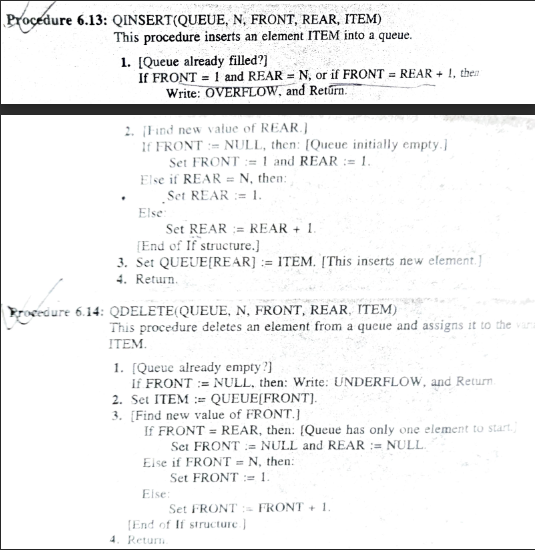 Procedure 6.13: QINSERT(QUEUE, N, FRONT, REAR, ITEM)
This procedure inserts an element ITEM into a queue.
1. [Queue already filled?]
If FRONT = 1 and REAR = N, or if FRONT = REAR + 1, then
Write: OVERFLOW, and Return.
2. [Find new value of REAR.]
If FRONT := NULL, then: [Queue initially empty.]
Set FRONT := 1 and REAR := 1.
Else if REAR = N, then:
Set REAR := 1.
Else:
Set REAR := REAR + 1.
[End of If structure.]
3. Set QUEUE[REAR] := ITEM. [This inserts new element.]
4. Return.
Procedure 6.14: QDELETE(QUEUE, N, FRONT, REAR, ITEM)
This procedure deletes an element from a queue and assigns it to the
ITEM.
1. [Queue already empty?]
If FRONT := NULL, then: Write: UNDERFLOW, and Return.
2. Set ITEM := QUEUE[FRONT].
3. [Find new value of FRONT.]
If FRONT = REAR, then: [Queue has only one element to start.]
Set FRONT := NULL and REAR := NULL.
Else if FRONT = N, then:
Set FRONT := 1.
Else:
Set FRONT := FRONT + 1.
[End of If structure.]
4. Return.